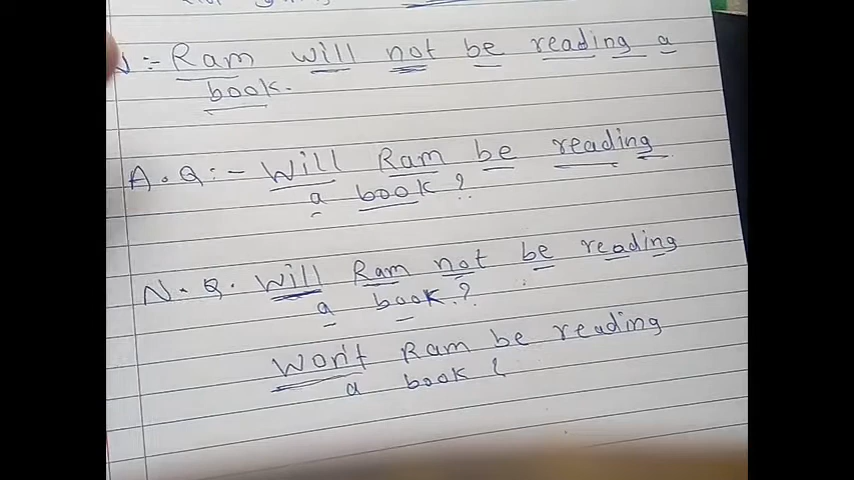 N := Ram will not be reading a
book.
A.Q:- Will Ram be reading
a book?
N.Q. Will Ram not be reading
a book.?
Won't Ram be reading
a book?